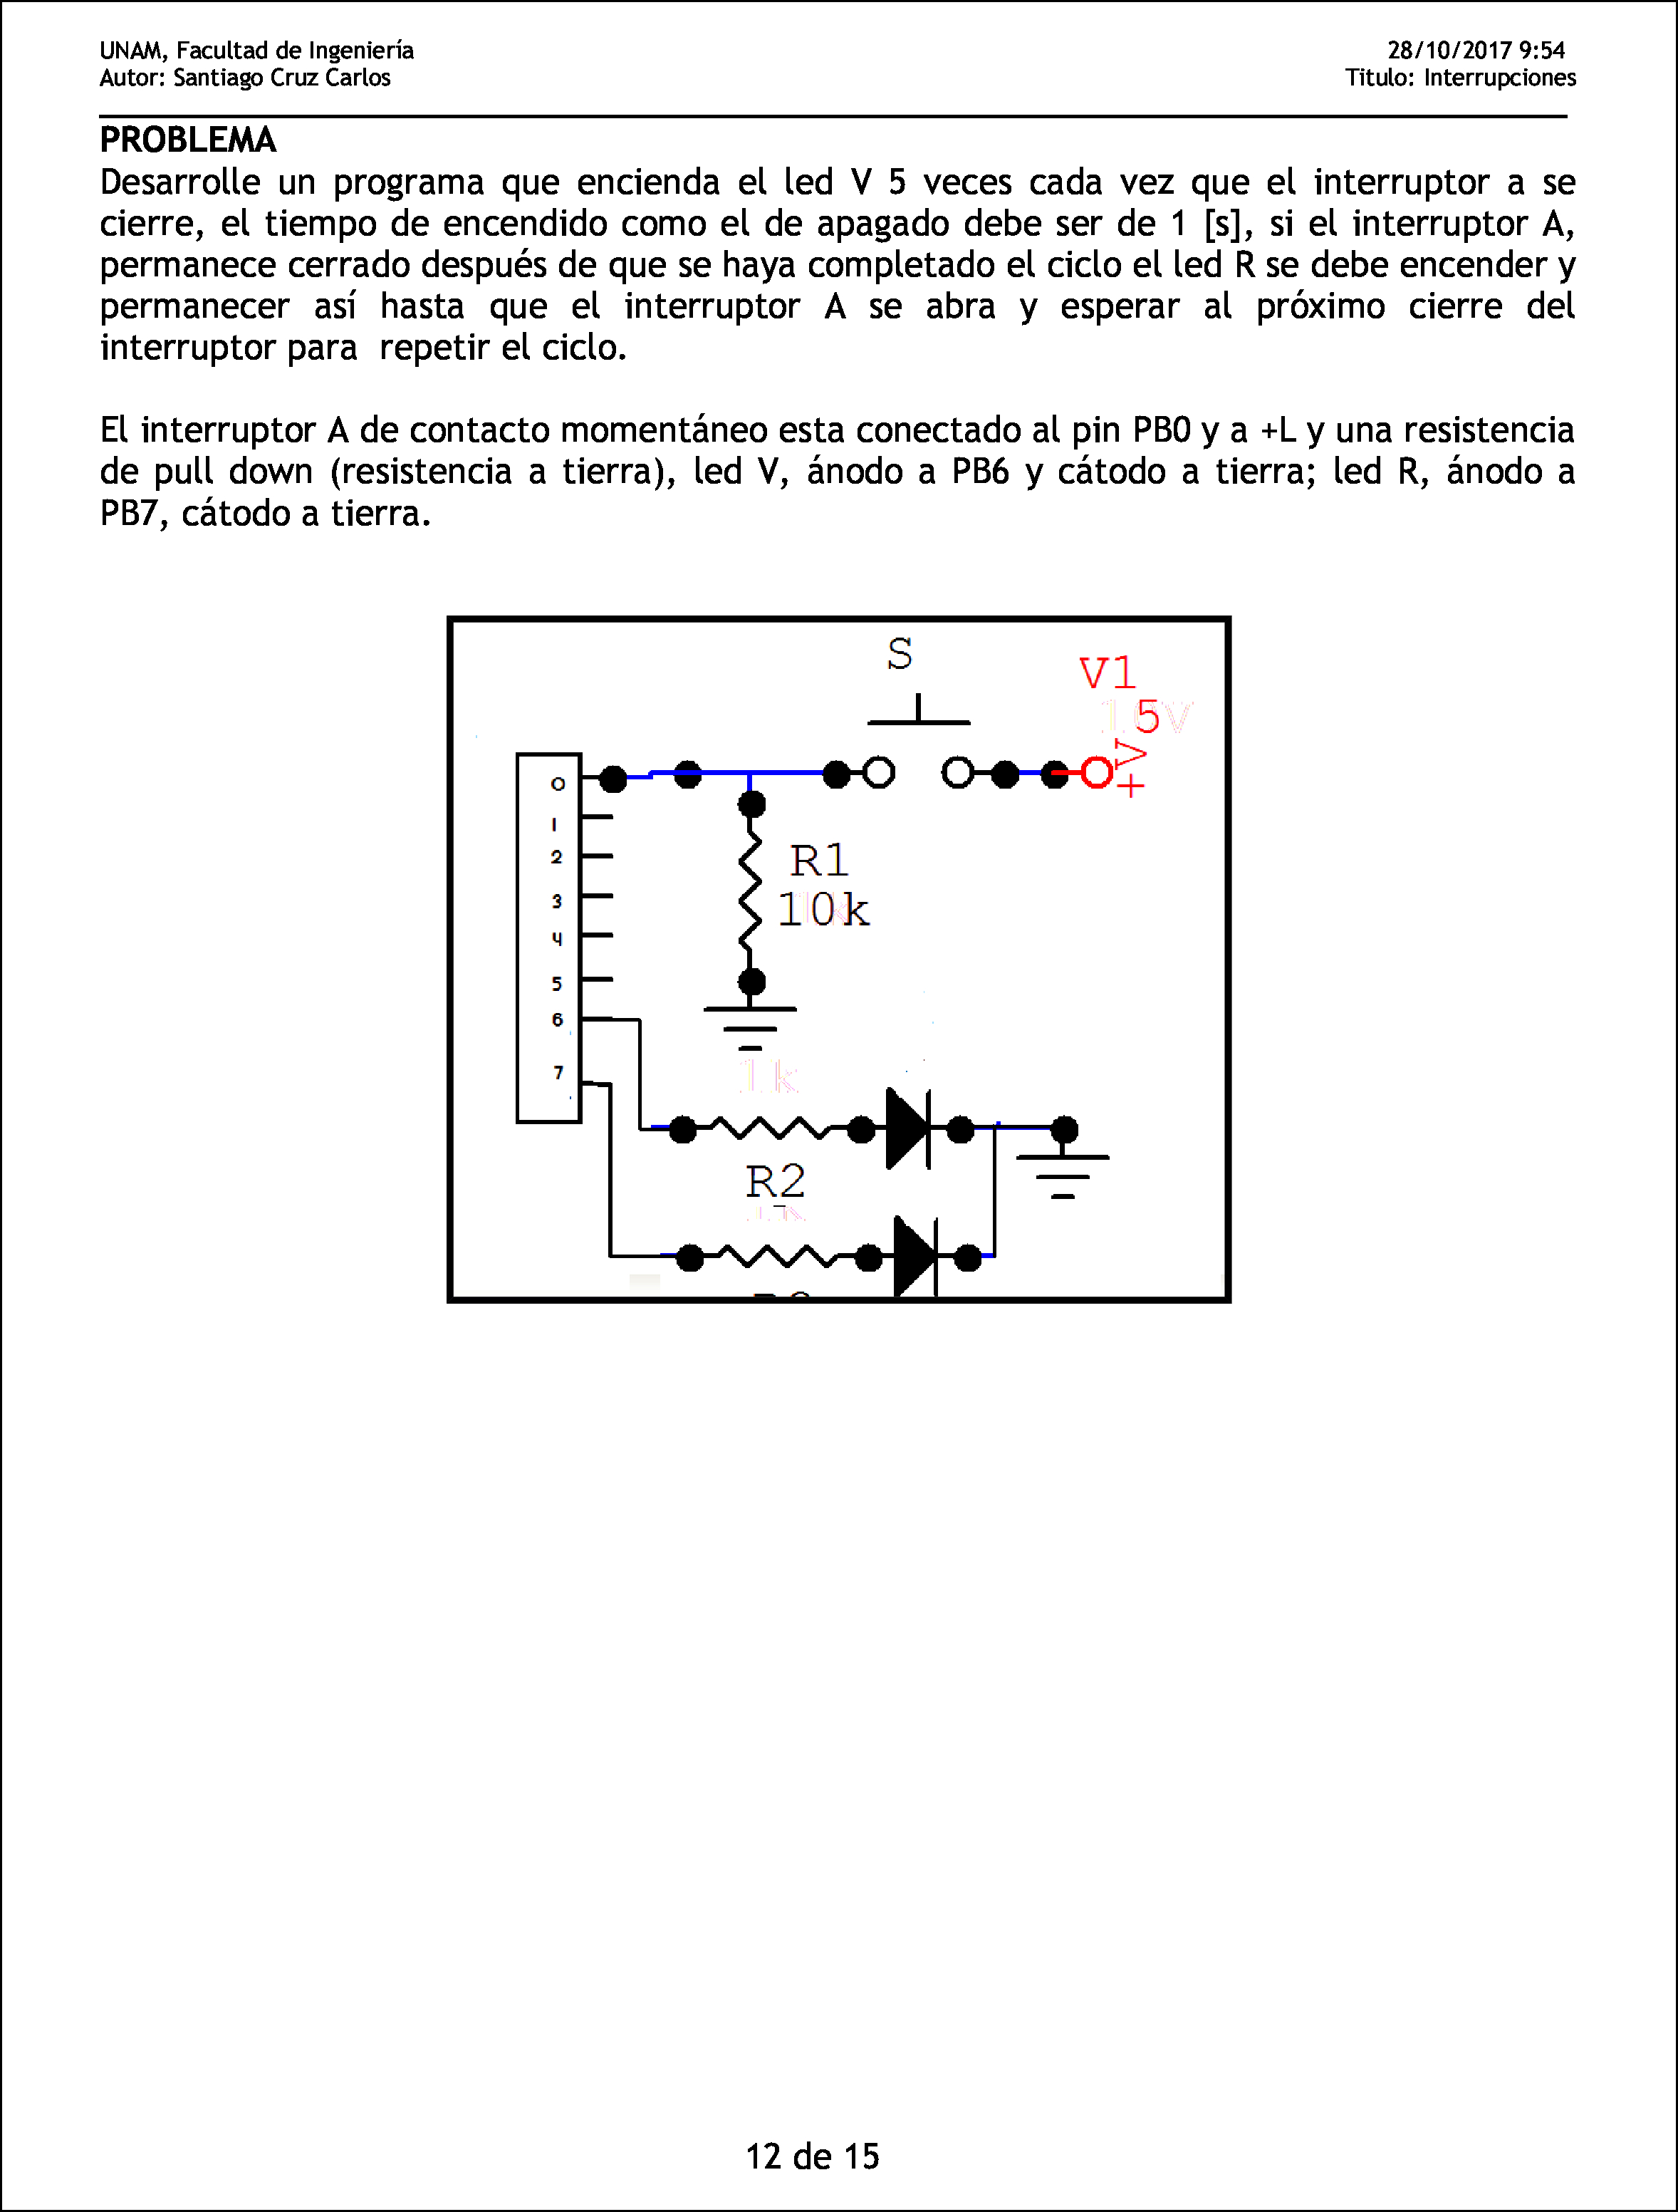 UNAM, Facultad de Ingeniería
28/10/2017 9:54
Autor: Santiago Cruz Carlos
Titulo: Interrupciones
PROBLEMA
Desarrolle un programa que encienda el led V 5 veces cada vez que el interruptor a se
cierre, el tiempo de encendido como el de apagado debe ser de 1 [s], si el interruptor A,
permanece cerrado después de que se haya completado el ciclo el led R se debe encender y
permanecer así hasta que el interruptor A se abra y esperar al próximo cierre del
interruptor para repetir el ciclo.
El interruptor A de contacto momentáneo esta conectado al pin PB0 y a +L y una resistencia
de pull down (resistencia a tierra), led V, ánodo a PB6 y cátodo a tierra; led R, ánodo a
PB7, cátodo a tierra.
S
V1
5V
+V
0
1
2
3
4
5
6
7
R1
10k
1k
R2
12 de 15